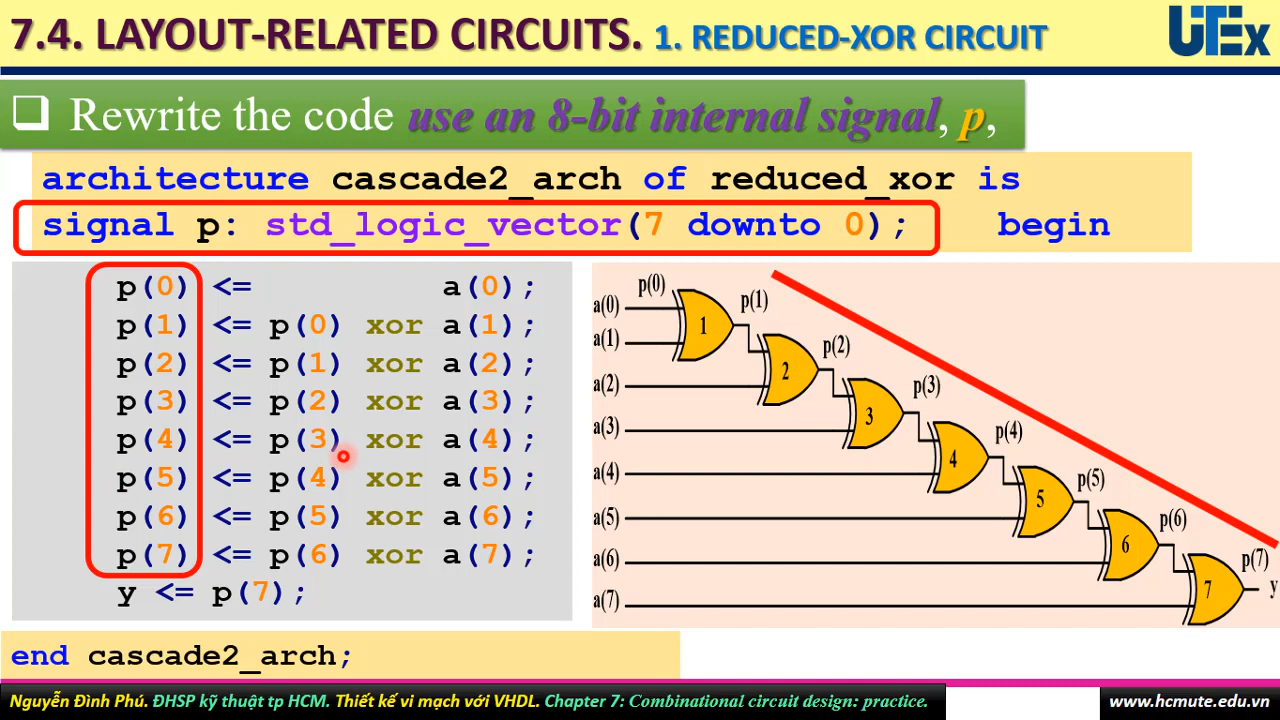 7.4. LAYOUT-RELATED CIRCUITS. 1. REDUCED-XOR CIRCUIT
UTEx
❑ Rewrite the code use an 8-bit internal signal, p,
architecture cascade2_arch of reduced_xor is
signal p: std_logic_vector(7 downto 0); begin
p(0) <= a(0);
p(1) <= p(0) xor a(1);
p(2) <= p(1) xor a(2);
p(3) <= p(2) xor a(3);
p(4) <= p(3) xor a(4);
p(5) <= p(4) xor a(5);
p(6) <= p(5) xor a(6);
p(7) <= p(6) xor a(7);
y <= p(7);
end cascade2_arch;
p(0)
a(0)
a(1)
1
p(1)
a(2)
2
p(2)
a(3)
3
p(3)
a(4)
4
p(4)
a(5)
5
p(5)
a(6)
6
p(6)
a(7)
7
p(7)
y
Nguyễn Đình Phú. ĐHSP kỹ thuật tp HCM. Thiết kế vi mạch với VHDL. Chapter 7: Combinational circuit design: practice.
www.hcmute.edu.vn